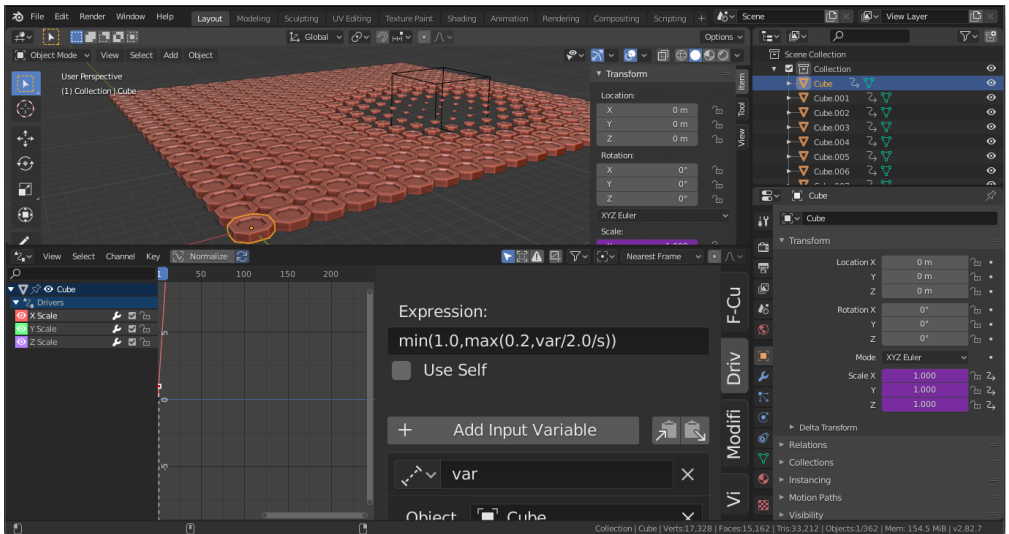 File Edit Render Window Help Layout Modeling Sculpting UV Editing Texture Paint Shading Animation Rendering Compositing Scripting + Scene View Layer
Global Options
Object Mode View Select Add Object
User Perspective
(1) Collection | Cube
Transform
Location:
X 0 m
Y 0 m
Z 0 m
Rotation:
X 0°
Y 0°
Z 0°
XYZ Euler
Scale:
1.000
Item
Tool
View
Scene Collection
Collection
Cube
Cube.001
Cube.002
Cube.003
Cube.004
Cube.005
Cube.006
Cube.007
Cube
Cube
Transform
Location X 0 m
Y 0 m
Z 0 m
Rotation X 0°
Y 0°
Z 0°
Mode XYZ Euler
Scale X 1.000
Y 1.000
Z 1.000
Delta Transform
Relations
Collections
Instancing
Motion Paths
Visibility
View Select Channel Key Normalize Nearest Frame
1 50 100 150 200
Cube
Drivers
X Scale
Y Scale
Z Scale
5
0
-5
Expression:
min(1.0,max(0.2,var/2.0/s))
Use Self
+ Add Input Variable
var
Object Cube
F-Cu
Driv
Modifi
Vi
Collection | Cube | Verts:17,328 | Faces:15,162 | Tris:33,212 | Objects:1/362 | Mem: 154.5 MiB | v2.82.7